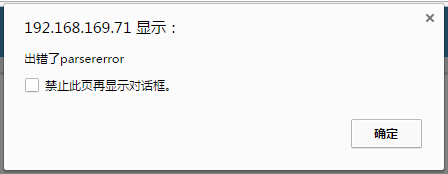 192.168.169.71 显示：
出错了parsererror
禁止此页再显示对话框。
确定